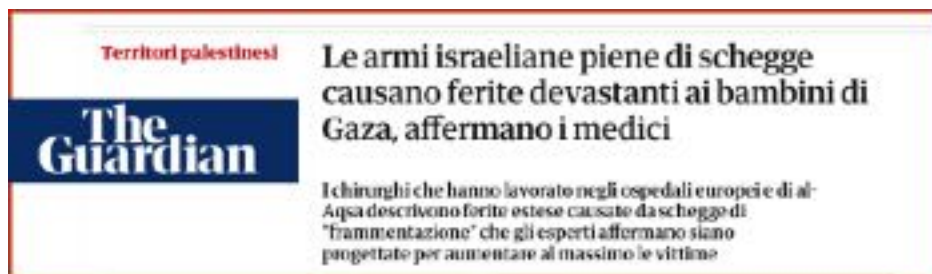 Territori palestinesi
The
Guardian
Le armi israeliane piene di schegge
causano ferite devastanti ai bambini di
Gaza, affermano i medici
I chirurghi che hanno lavorato negli ospedali europei e di al-
Aqsa descrivono ferite estese causate da schegge di
"frammentazione" che gli esperti affermano siano
progettate per aumentare al massimo le vittime